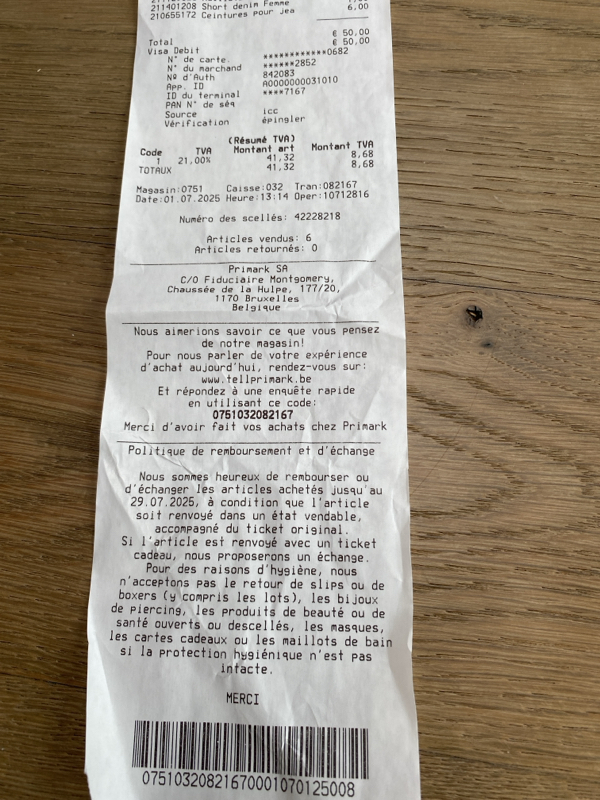 211401208 Short denim Femme
210655172 Ceintures pour jea 6,00
€ 50,00
Total € 50,00
Visa Debit
N° de carte. ************0682
N° du marchand ******2852
Nº d'Auth 842083
App. ID A0000000031010
ID du terminal ****7167
PAN N° de séq
Source icc
Vérification épingler
(Résumé TVA)
Code TVA Montant art Montant TVA
1 21,00% 41,32 8,68
TOTAUX 41,32 8,68
Magasin:0751 Caisse:032 Tran:082167
Date:01.07.2025 Heure:13:14 Oper:10712816
Numéro des scellés: 42228218
Articles vendus: 6
Articles retournés: 0
Primark SA
C/O Fiduciaire Montgomery,
Chaussée de la Hulpe, 177/20,
1170 Bruxelles
Belgique
Nous aimerions savoir ce que vous pensez
de notre magasin!
Pour nous parler de votre expérience
d'achat aujourd'hui, rendez-vous sur:
www.tellprimark.be
Et répondez à une enquête rapide
en utilisant ce code:
0751032082167
Merci d'avoir fait vos achats chez Primark
Politique de remboursement et d'échange
Nous sommes heureux de rembourser ou
d'échanger les articles achetés jusqu'au
29.07.2025, à condition que l'article
soit renvoyé dans un état vendable,
accompagné du ticket original.
Si l'article est renvoyé avec un ticket
cadeau, nous proposerons un échange.
Pour des raisons d'hygiène, nous
n'acceptons pas le retour de slips ou de
boxers (y compris les lots), les bijoux
de piercing, les produits de beauté ou de
santé ouverts ou descellés, les masques,
les cartes cadeaux ou les maillots de bain
si la protection hygiénique n'est pas
intacte.
MERCI
07510320821670001070125008